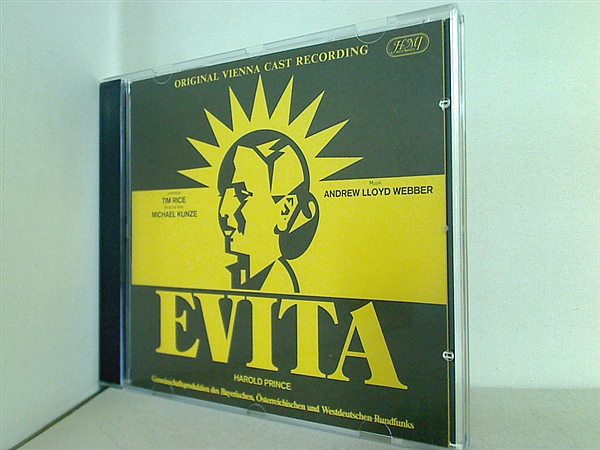 ORIGINAL VIENNA CAST RECORDING
TIM RICE
MICHAEL KUNZE
Musik
ANDREW LLOYD WEBBER
EVITA
HAROLD PRINCE
Gemeinschaftsproduktion des Bayerischen, Österreichischen und Westdeutschen Rundfunks